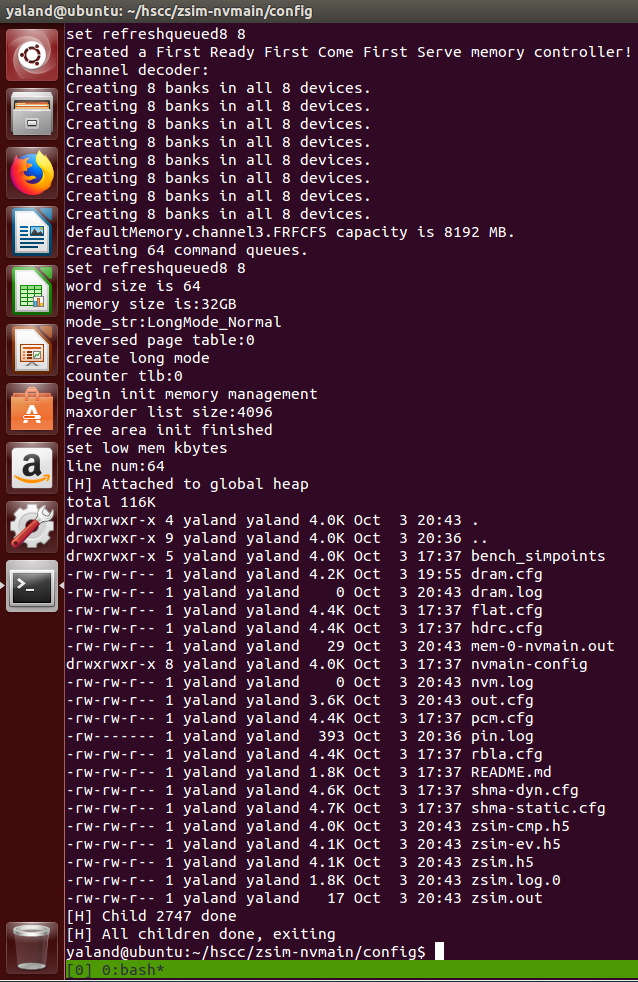 yaland@ubuntu: ~/hscc/zsim-nvmain/config
set refreshqueued8 8
Created a First Ready First Come First Serve memory controller!
channel decoder:
Creating 8 banks in all 8 devices.
Creating 8 banks in all 8 devices.
Creating 8 banks in all 8 devices.
Creating 8 banks in all 8 devices.
Creating 8 banks in all 8 devices.
Creating 8 banks in all 8 devices.
Creating 8 banks in all 8 devices.
Creating 8 banks in all 8 devices.
defaultMemory.channel3.FRFCFS capacity is 8192 MB.
Creating 64 command queues.
set refreshqueued8 8
word size is 64
memory size is:32GB
mode_str:LongMode_Normal
reversed page table:0
create long mode
counter tlb:0
begin init memory management
maxorder list size:4096
free area init finished
set low mem kbytes
line num:64
[H] Attached to global heap
total 116K
drwxrwxr-x 4 yaland yaland 4.0K Oct  3 20:43 .
drwxrwxr-x 9 yaland yaland 4.0K Oct  3 20:36 ..
drwxrwxr-x 5 yaland yaland 4.0K Oct  3 17:37 bench_simpoints
-rw-rw-r-- 1 yaland yaland 4.2K Oct  3 19:55 dram.cfg
-rw-rw-r-- 1 yaland yaland    0 Oct  3 20:43 dram.log
-rw-rw-r-- 1 yaland yaland 4.4K Oct  3 17:37 flat.cfg
-rw-rw-r-- 1 yaland yaland 4.4K Oct  3 17:37 hdrc.cfg
-rw-rw-r-- 1 yaland yaland   29 Oct  3 20:43 mem-0-nvmain.out
drwxrwxr-x 8 yaland yaland 4.0K Oct  3 17:37 nvmain-config
-rw-rw-r-- 1 yaland yaland    0 Oct  3 20:43 nvm.log
-rw-rw-r-- 1 yaland yaland 3.6K Oct  3 20:43 out.cfg
-rw-rw-r-- 1 yaland yaland 4.4K Oct  3 17:37 pcm.cfg
-rw------- 1 yaland yaland  393 Oct  3 20:36 pin.log
-rw-rw-r-- 1 yaland yaland 4.4K Oct  3 17:37 rbla.cfg
-rw-rw-r-- 1 yaland yaland 1.8K Oct  3 17:37 README.md
-rw-rw-r-- 1 yaland yaland 4.6K Oct  3 17:37 shma-dyn.cfg
-rw-rw-r-- 1 yaland yaland 4.7K Oct  3 17:37 shma-static.cfg
-rw-rw-r-- 1 yaland yaland 4.0K Oct  3 20:43 zsim-cmp.h5
-rw-rw-r-- 1 yaland yaland 4.1K Oct  3 20:43 zsim-ev.h5
-rw-rw-r-- 1 yaland yaland 4.1K Oct  3 20:43 zsim.h5
-rw-rw-r-- 1 yaland yaland 1.8K Oct  3 20:43 zsim.log.0
-rw-rw-r-- 1 yaland yaland   17 Oct  3 20:43 zsim.out
[H] Child 2747 done
[H] All children done, exiting
yaland@ubuntu:~/hscc/zsim-nvmain/config$
[0] 0:bash*